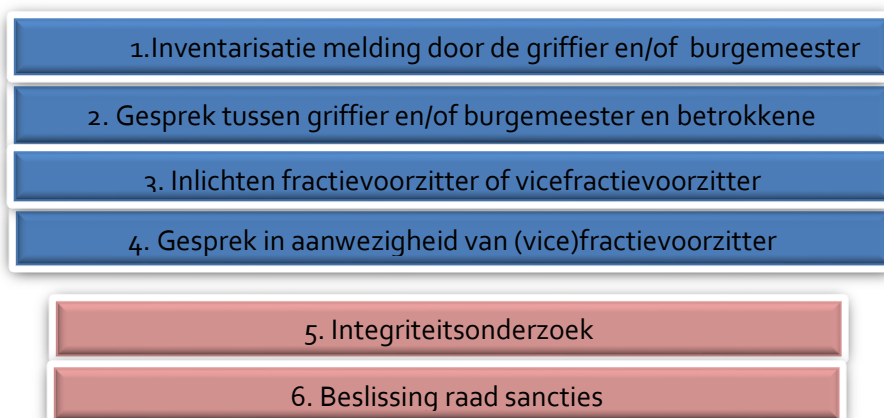 1.Inventarisatie melding door de griffier en/of burgemeester
2. Gesprek tussen griffier en/of burgemeester en betrokkene
3. Inlichten fractievoorzitter of vicefractievoorzitter
4. Gesprek in aanwezigheid van (vice)fractievoorzitter
5. Integriteitsonderzoek
6. Beslissing raad sancties